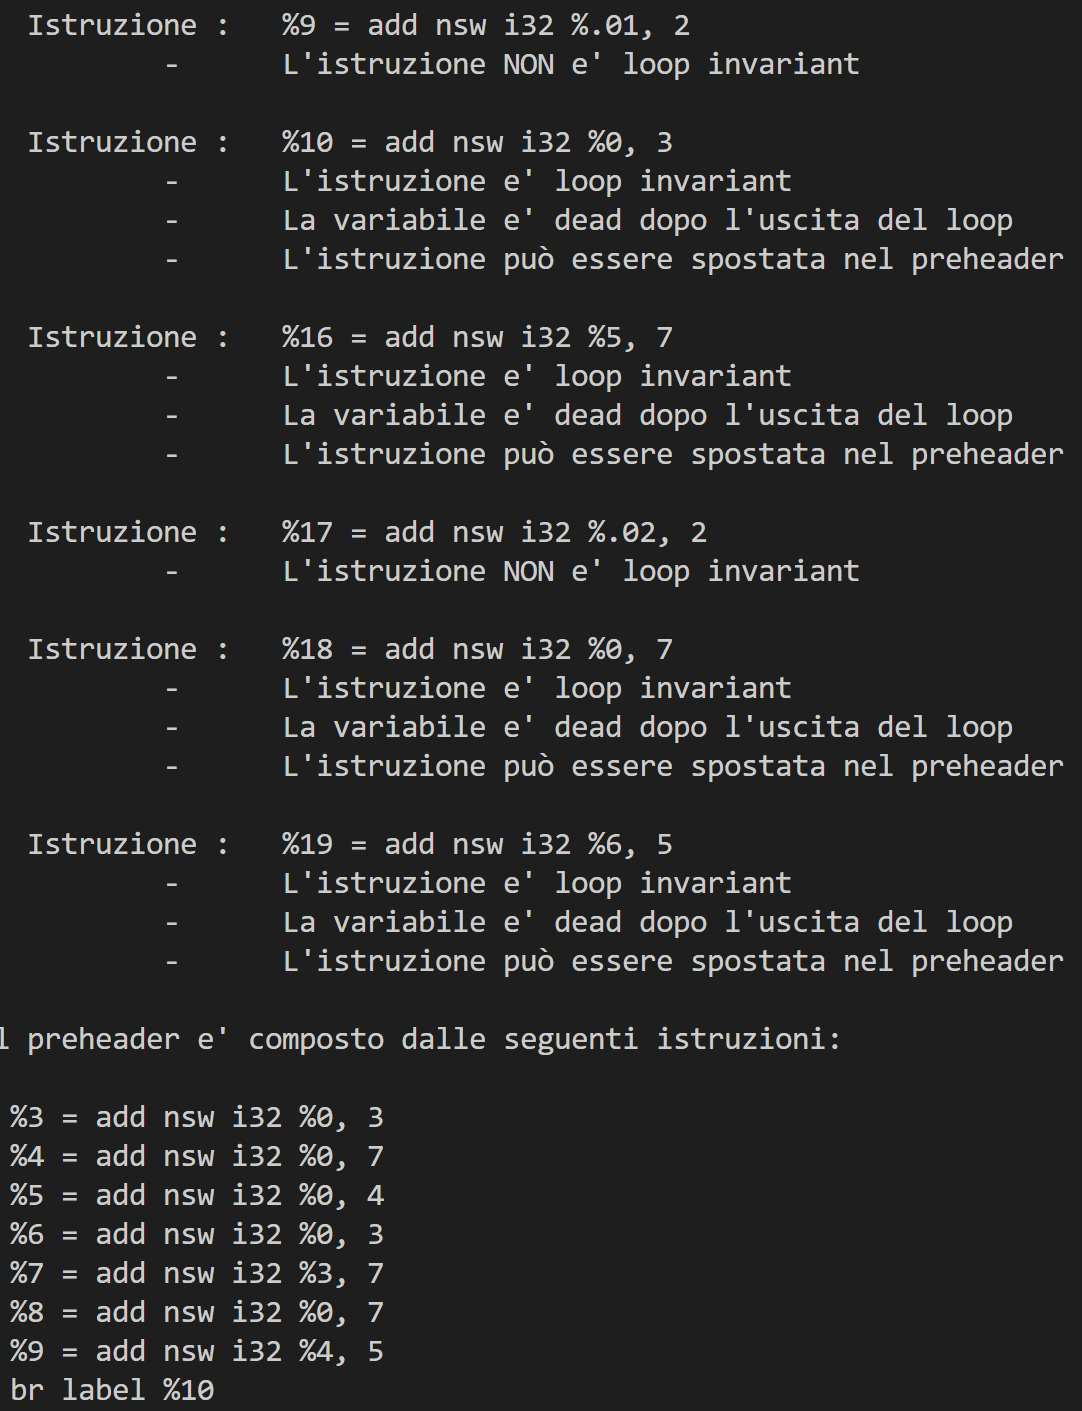 Istruzione :   %9 = add nsw i32 %.01, 2
-      L'istruzione NON e' loop invariant
Istruzione :   %10 = add nsw i32 %0, 3
-      L'istruzione e' loop invariant
-      La variabile e' dead dopo l'uscita del loop
-      L'istruzione può essere spostata nel preheader
Istruzione :   %16 = add nsw i32 %5, 7
-      L'istruzione e' loop invariant
-      La variabile e' dead dopo l'uscita del loop
-      L'istruzione può essere spostata nel preheader
Istruzione :   %17 = add nsw i32 %.02, 2
-      L'istruzione NON e' loop invariant
Istruzione :   %18 = add nsw i32 %0, 7
-      L'istruzione e' loop invariant
-      La variabile e' dead dopo l'uscita del loop
-      L'istruzione può essere spostata nel preheader
Istruzione :   %19 = add nsw i32 %6, 5
-      L'istruzione e' loop invariant
-      La variabile e' dead dopo l'uscita del loop
-      L'istruzione può essere spostata nel preheader
l preheader e' composto dalle seguenti istruzioni:
%3 = add nsw i32 %0, 3
%4 = add nsw i32 %0, 7
%5 = add nsw i32 %0, 4
%6 = add nsw i32 %0, 3
%7 = add nsw i32 %3, 7
%8 = add nsw i32 %0, 7
%9 = add nsw i32 %4, 5
br label %10